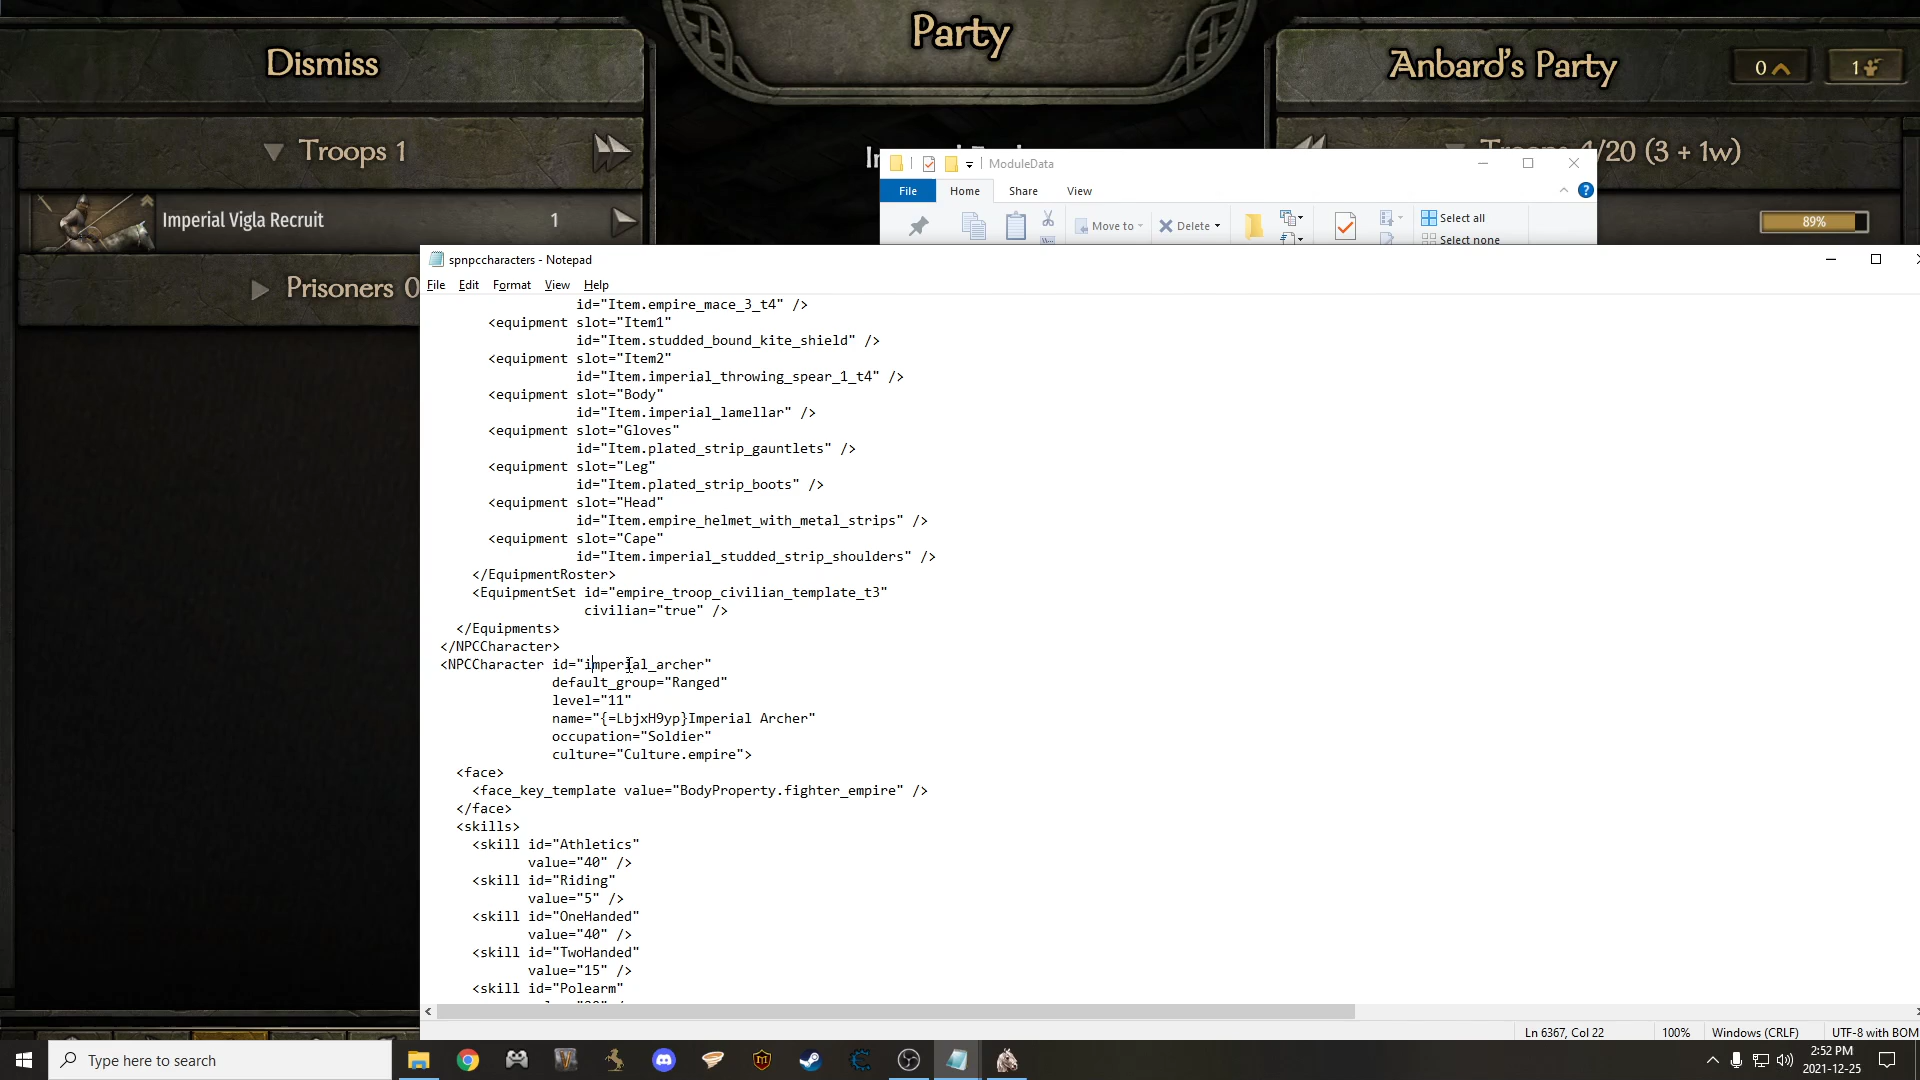 Dismiss
Party
Anbard's Party
0
1
Troops 1
/20 (3 + 1w)
Imperial Vigla Recruit
1
89%
Prisoners 0
ModuleData
File
Home
Share
View
Move to
Delete
Select all
Select none
spnpccharacters - Notepad
File Edit Format View Help
id="Item.empire_mace_3_t4" />
<equipment slot="Item1"
id="Item.studded_bound_kite_shield" />
<equipment slot="Item2"
id="Item.imperial_throwing_spear_1_t4" />
<equipment slot="Body"
id="Item.imperial_lamellar" />
<equipment slot="Gloves"
id="Item.plated_strip_gauntlets" />
<equipment slot="Leg"
id="Item.plated_strip_boots" />
<equipment slot="Head"
id="Item.empire_helmet_with_metal_strips" />
<equipment slot="Cape"
id="Item.imperial_studded_strip_shoulders" />
</EquipmentRoster>
<EquipmentSet id="empire_troop_civilian_template_t3"
civilian="true" />
</Equipments>
</NPCCharacter>
<NPCCharacter id="imperial_archer"
default_group="Ranged"
level="11"
name="{=LbjxH9yp}Imperial Archer"
occupation="Soldier"
culture="Culture.empire">
<face>
<face_key_template value="BodyProperty.fighter_empire" />
</face>
<skills>
<skill id="Athletics"
value="40" />
<skill id="Riding"
value="5" />
<skill id="OneHanded"
value="40" />
<skill id="TwoHanded"
value="15" />
<skill id="Polearm"
Ln 6367, Col 22
100%
Windows (CRLF)
UTF-8 with BOM
Type here to search
2:52 PM
2021-12-25